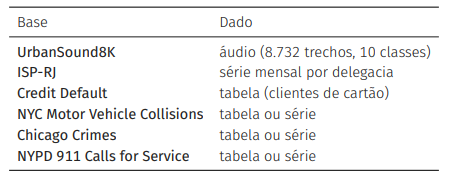 Base Dado
UrbanSound8K áudio (8.732 trechos, 10 classes)
ISP-RJ série mensal por delegacia
Credit Default tabela (clientes de cartão)
NYC Motor Vehicle Collisions tabela ou série
Chicago Crimes tabela ou série
NYPD 911 Calls for Service tabela ou série